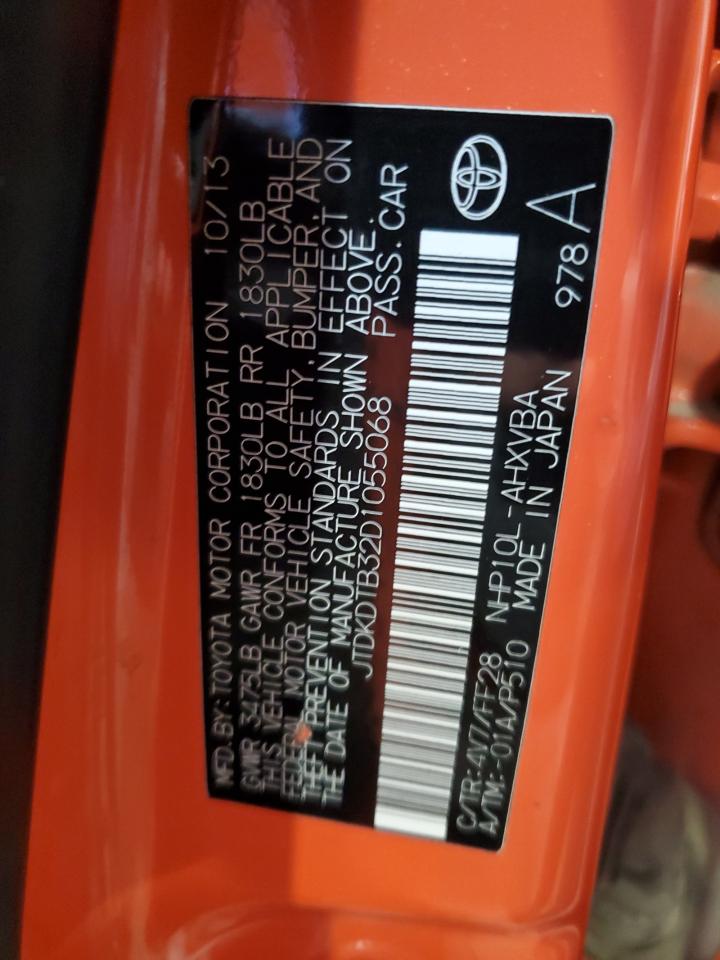 MFD.BY:TOYOTA MOTOR CORPORATION 10/13
GWR 3473LB GAWR FR 1830LB RR 1830LB
THIS VEHICLE CONFORMS TO ALL APPLICABLE
FEDERAL MOTOR VEHICLE SAFETY,BUMPER,AND
THEFT PREVENTION STANDARDS IN EFFECT ON
THE DATE OF MANUFACTURE SHOWN ABOVE.
JTDKDTB32D1055068 PASS.CAR
C/TR:4V7/FF28 NHP10L-AHXVBA 978 A
A/TM:-01A/P510 MADE IN JAPAN